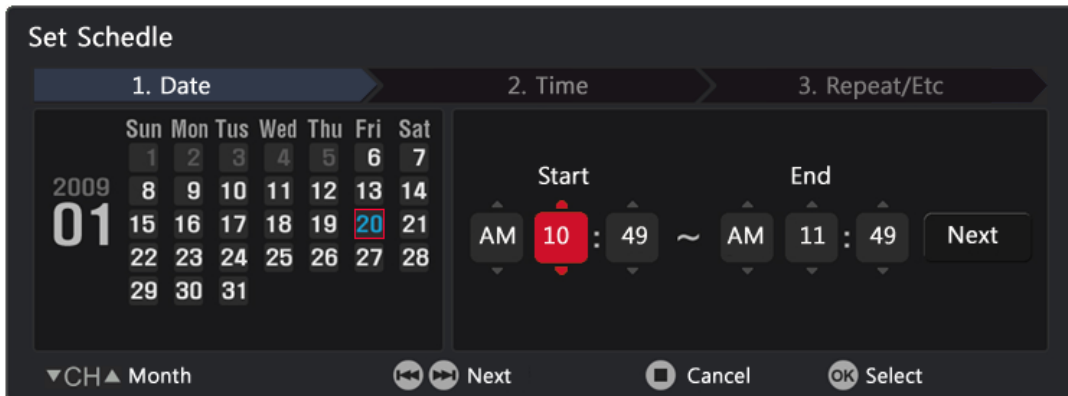 Set Schedle
1. Date 2. Time 3. Repeat/Etc
Sun Mon Tus Wed Thu Fri Sat
1 2 3 4 5 6 7
2009
01
8 9 10 11 12 13 14
15 16 17 18 19 20 21
22 23 24 25 26 27 28
29 30 31
Start End
AM 10 : 49 ~ AM 11 : 49 Next
▼CH▲ Month Next Cancel OK Select